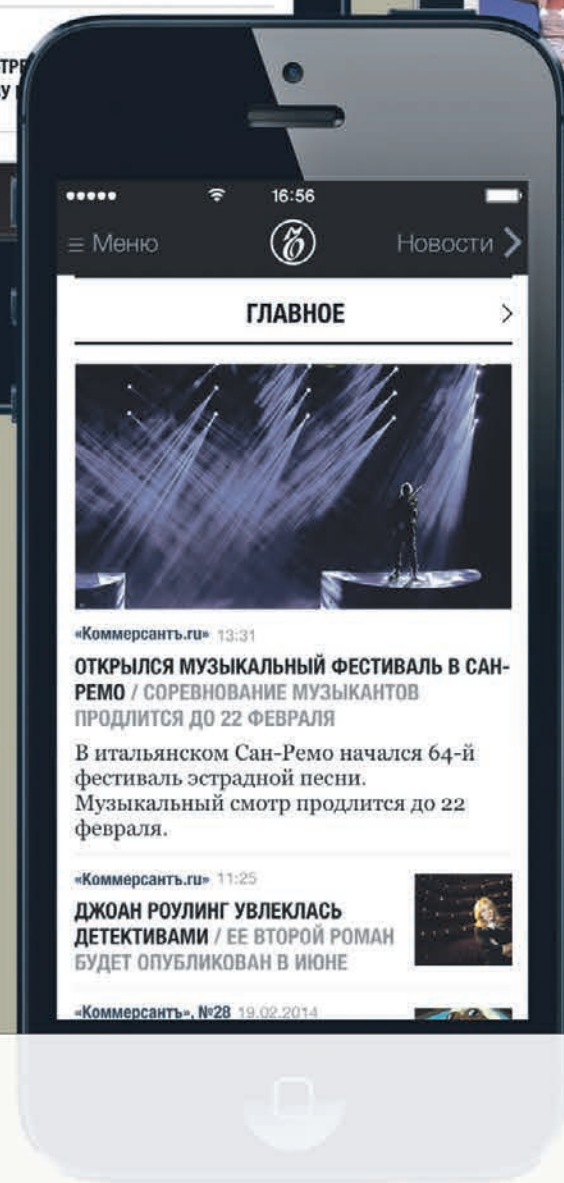 ТРЕ
16:56
≡ Меню
Новости
ГЛАВНОЕ
«Коммерсантъ.ru» 13:31
ОТКРЫЛСЯ МУЗЫКАЛЬНЫЙ ФЕСТИВАЛЬ В САН-
РЕМО / СОРЕВНОВАНИЕ МУЗЫКАНТОВ
ПРОДЛИТСЯ ДО 22 ФЕВРАЛЯ
В итальянском Сан-Ремо начался 64-й
фестиваль эстрадной песни.
Музыкальный смотр продлится до 22
февраля.
«Коммерсантъ.ru» 11:25
ДЖОАН РОУЛИНГ УВЛЕКЛАСЬ
ДЕТЕКТИВАМИ / ЕЕ ВТОРОЙ РОМАН
БУДЕТ ОПУБЛИКОВАН В ИЮНЕ
«Коммерсантъ», №28 19.02.2014